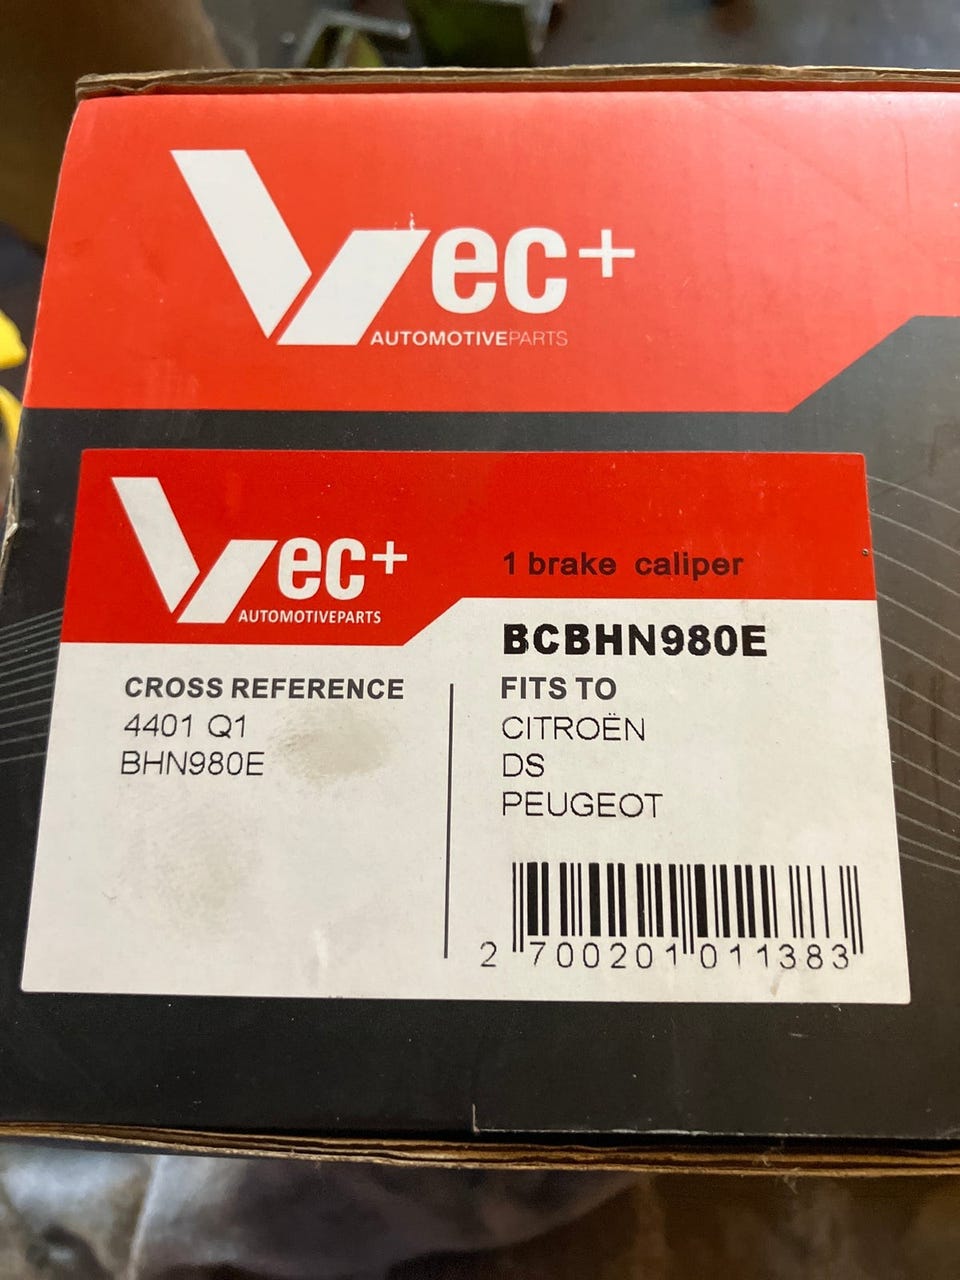 Vec+
AUTOMOTIVEPARTS
Vec+
AUTOMOTIVEPARTS
1 brake caliper
BCBHN980E
CROSS REFERENCE
4401 Q1
BHN980E
FITS TO
CITROËN
DS
PEUGEOT
2 700201 011383